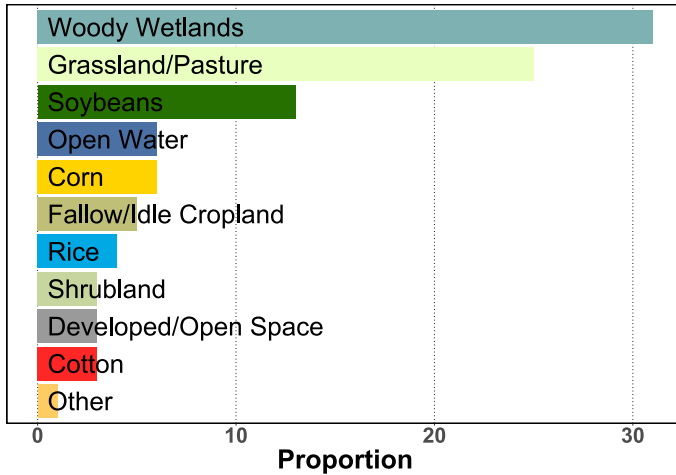 Woody Wetlands
Grassland/Pasture
Soybeans
Open Water
Corn
Fallow/Idle Cropland
Rice
Shrubland
Developed/Open Space
Cotton
Other
0 10 20 30
Proportion